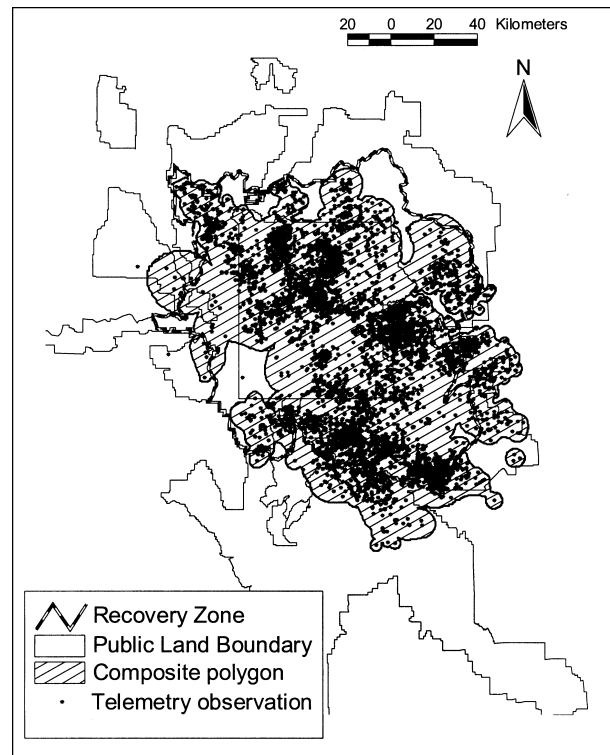 20 0 20 40 Kilometers
N
Recovery Zone
Public Land Boundary
Composite polygon
Telemetry observation